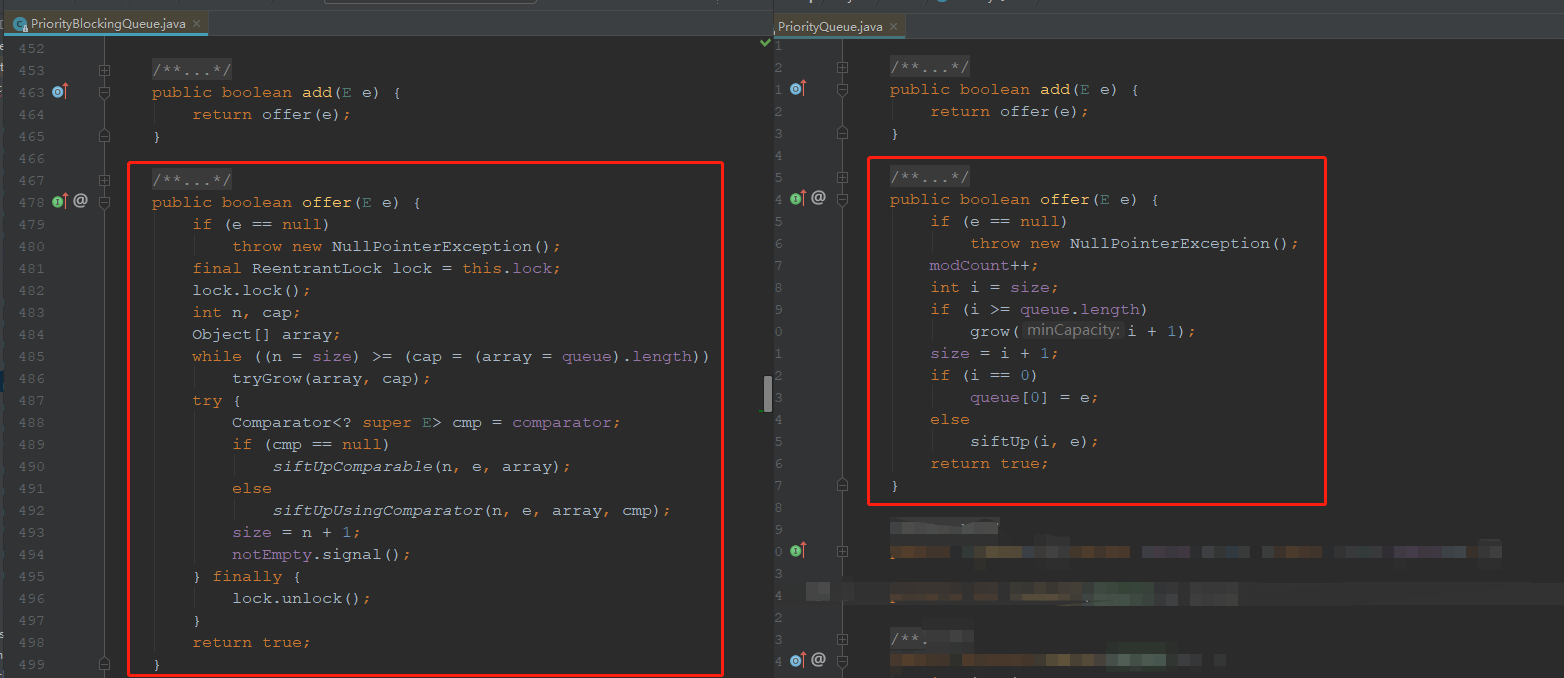 PriorityBlockingQueue.java
452
453 /**...*/
463 public boolean add(E e) {
464 return offer(e);
465 }
466
467 /**...*/
478 @ public boolean offer(E e) {
479 if (e == null)
480 throw new NullPointerException();
481 final ReentrantLock lock = this.lock;
482 lock.lock();
483 int n, cap;
484 Object[] array;
485 while ((n = size) >= (cap = (array = queue).length))
486 tryGrow(array, cap);
487 try {
488 Comparator<? super E> cmp = comparator;
489 if (cmp == null)
490 siftUpComparable(n, e, array);
491 else
492 siftUpUsingComparator(n, e, array, cmp);
493 size = n + 1;
494 notEmpty.signal();
495 } finally {
496 lock.unlock();
497 }
498 return true;
499 }
PriorityQueue.java
1
2 /**...*/
1 public boolean add(E e) {
2 return offer(e);
3 }
4
5 /**...*/
4 @ public boolean offer(E e) {
5 if (e == null)
6 throw new NullPointerException();
7 modCount++;
8 int i = size;
9 if (i >= queue.length)
0 grow( minCapacity: i + 1);
1 size = i + 1;
2 if (i == 0)
3 queue[0] = e;
4 else
5 siftUp(i, e);
6 return true;
7 }
8
9
0
3
4
2
3 /**.
4 @